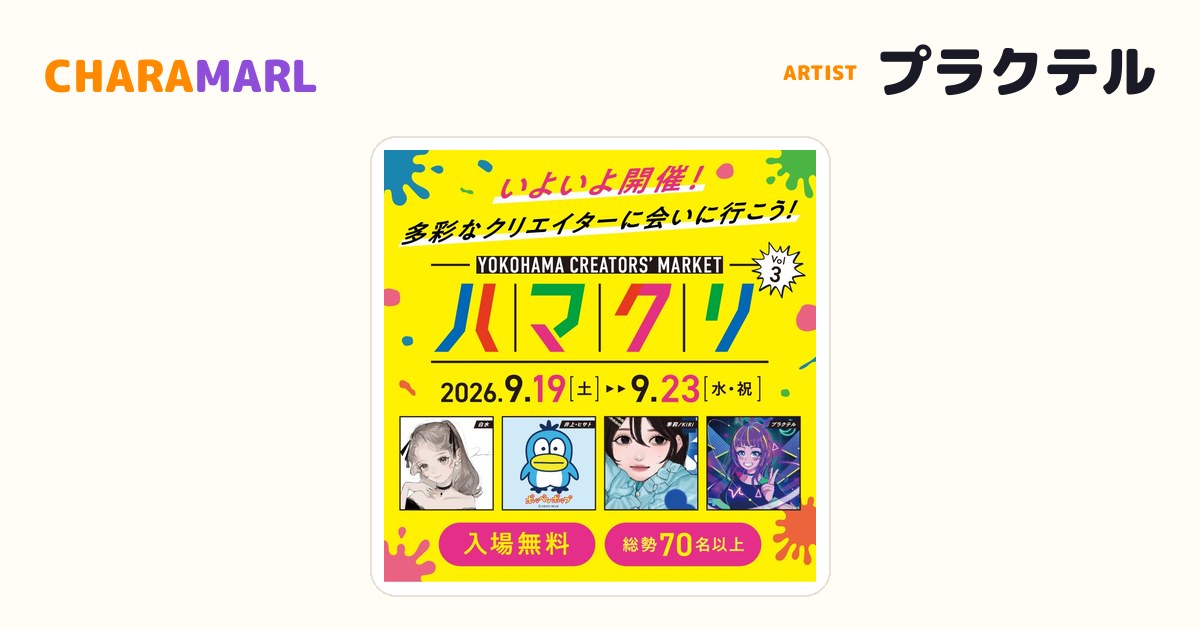 CHARAMARL
ARTIST プラクテル
いよいよ開催!
多彩なクリエイターに会いに行こう!
YOKOHAMA CREATORS' MARKET
Vol 3
ハマクリ
2026.9.19[土]▸▸9.23[水・祝]
白水
井上・ヒサト
プラクテル
入場無料
総勢70名以上